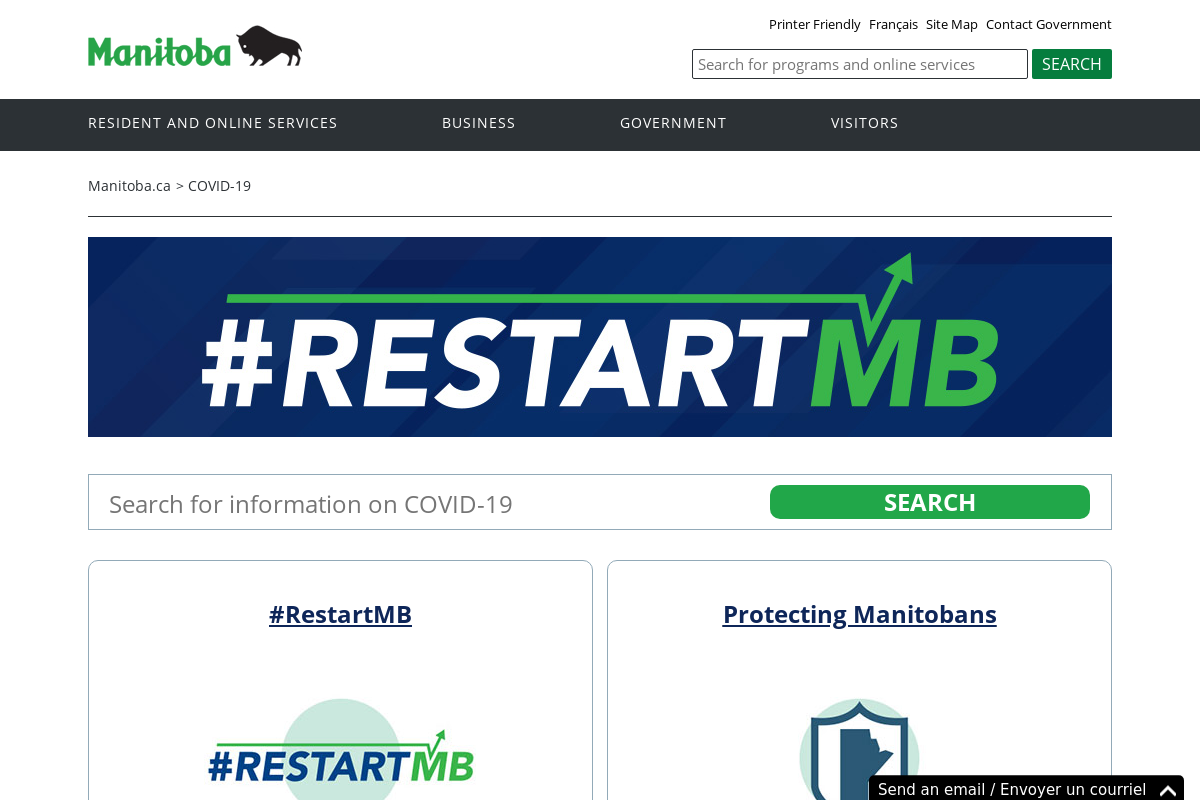 Printer Friendly Français Site Map Contact Government
Manitoba
Search for programs and online services SEARCH
RESIDENT AND ONLINE SERVICES BUSINESS GOVERNMENT VISITORS
Manitoba.ca > COVID-19
#RESTARTMB
Search for information on COVID-19 SEARCH
#RestartMB
Protecting Manitobans
#RESTARTMB
Send an email / Envoyer un courriel